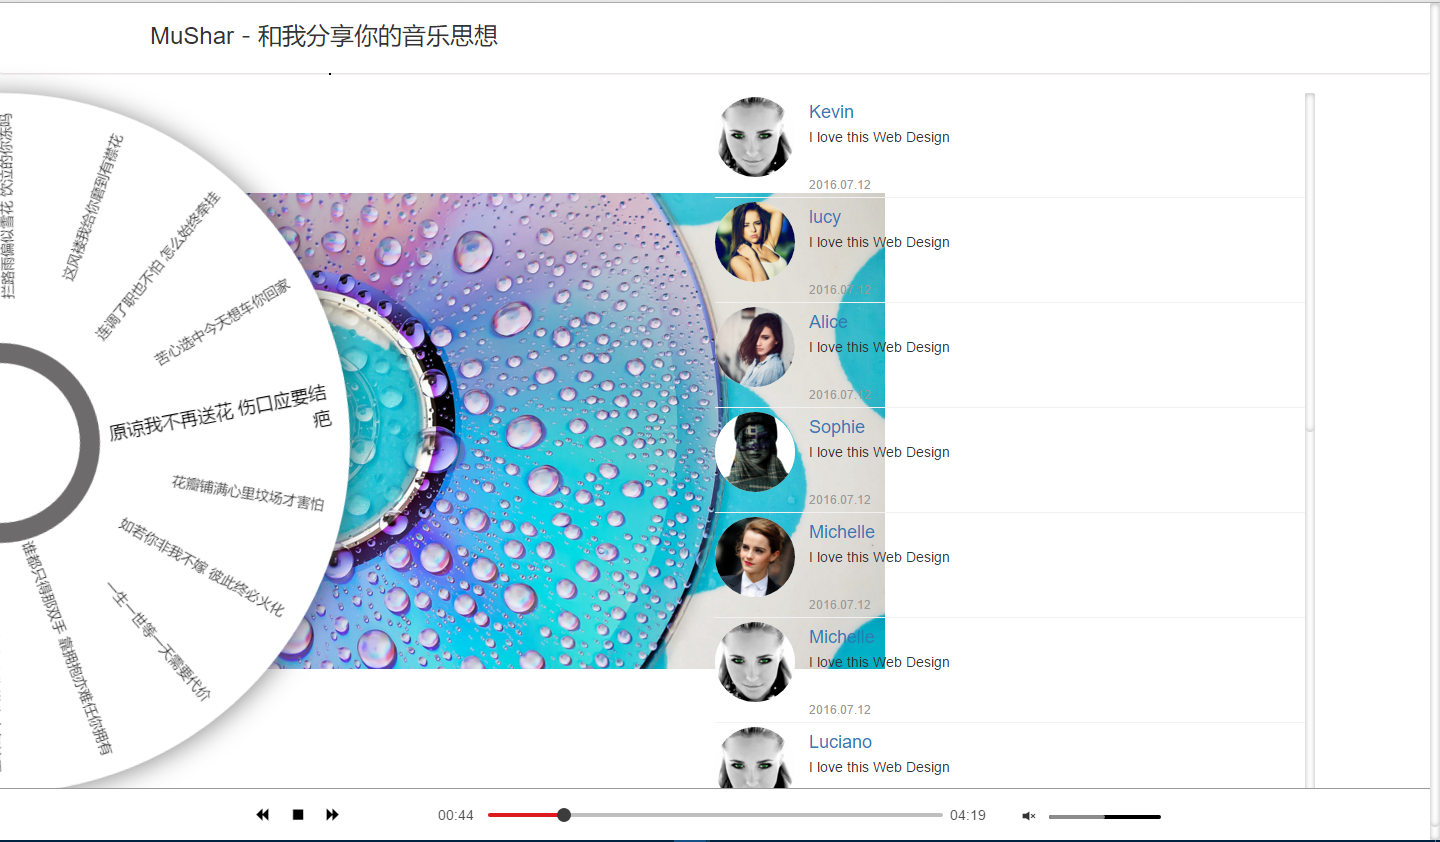 MuShar - 和我分享你的音乐思想
拦路雨偏似雪花 饮泣的你冻吗
这风褛我给你磨到有襟花
连调了职也不怕 怎么始终牵挂
苦心选中今天想车你回家
原谅我不再送花 伤口应要结
疤
花瓣铺满心里坟场才害怕
如若你非我不嫁 彼此终必火化
一生一世等一天需要代价
谁都只得那双手 靠拥抱亦难任你拥有
Kevin
I love this Web Design
2016.07.12
lucy
I love this Web Design
2016.07.12
Alice
I love this Web Design
2016.07.12
Sophie
I love this Web Design
2016.07.12
Michelle
I love this Web Design
2016.07.12
Michelle
I love this Web Design
2016.07.12
Luciano
I love this Web Design
00:44
04:19